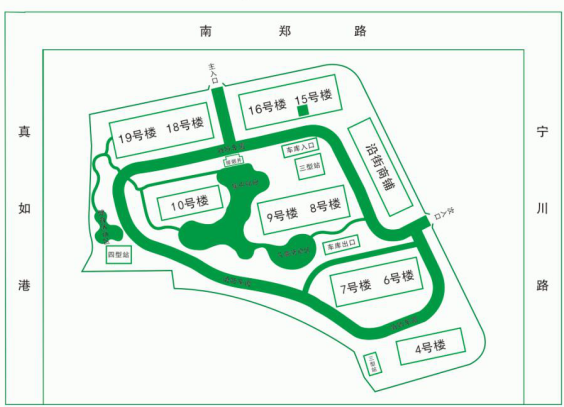 南郑路
真如港
宁川路
主入口
19号楼 18号楼
16号楼 15号楼
车库入口
三型站
沿街商铺
10号楼
9号楼 8号楼
次入口
四型站
车库出口
7号楼 6号楼
4号楼
三型站